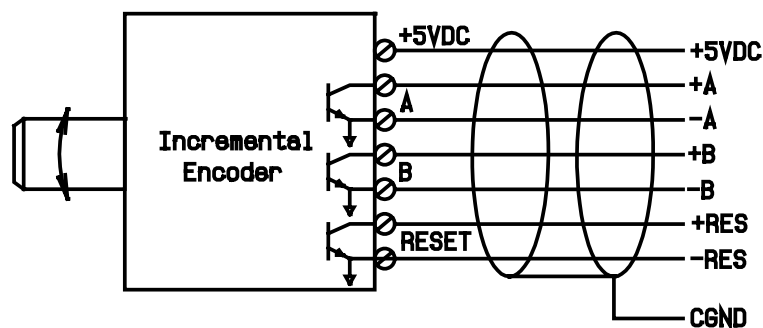 +5VDC
+5VDC
+A
A
-A
Incremental
Encoder
+B
B
-B
+RES
RESET
-RES
CGND